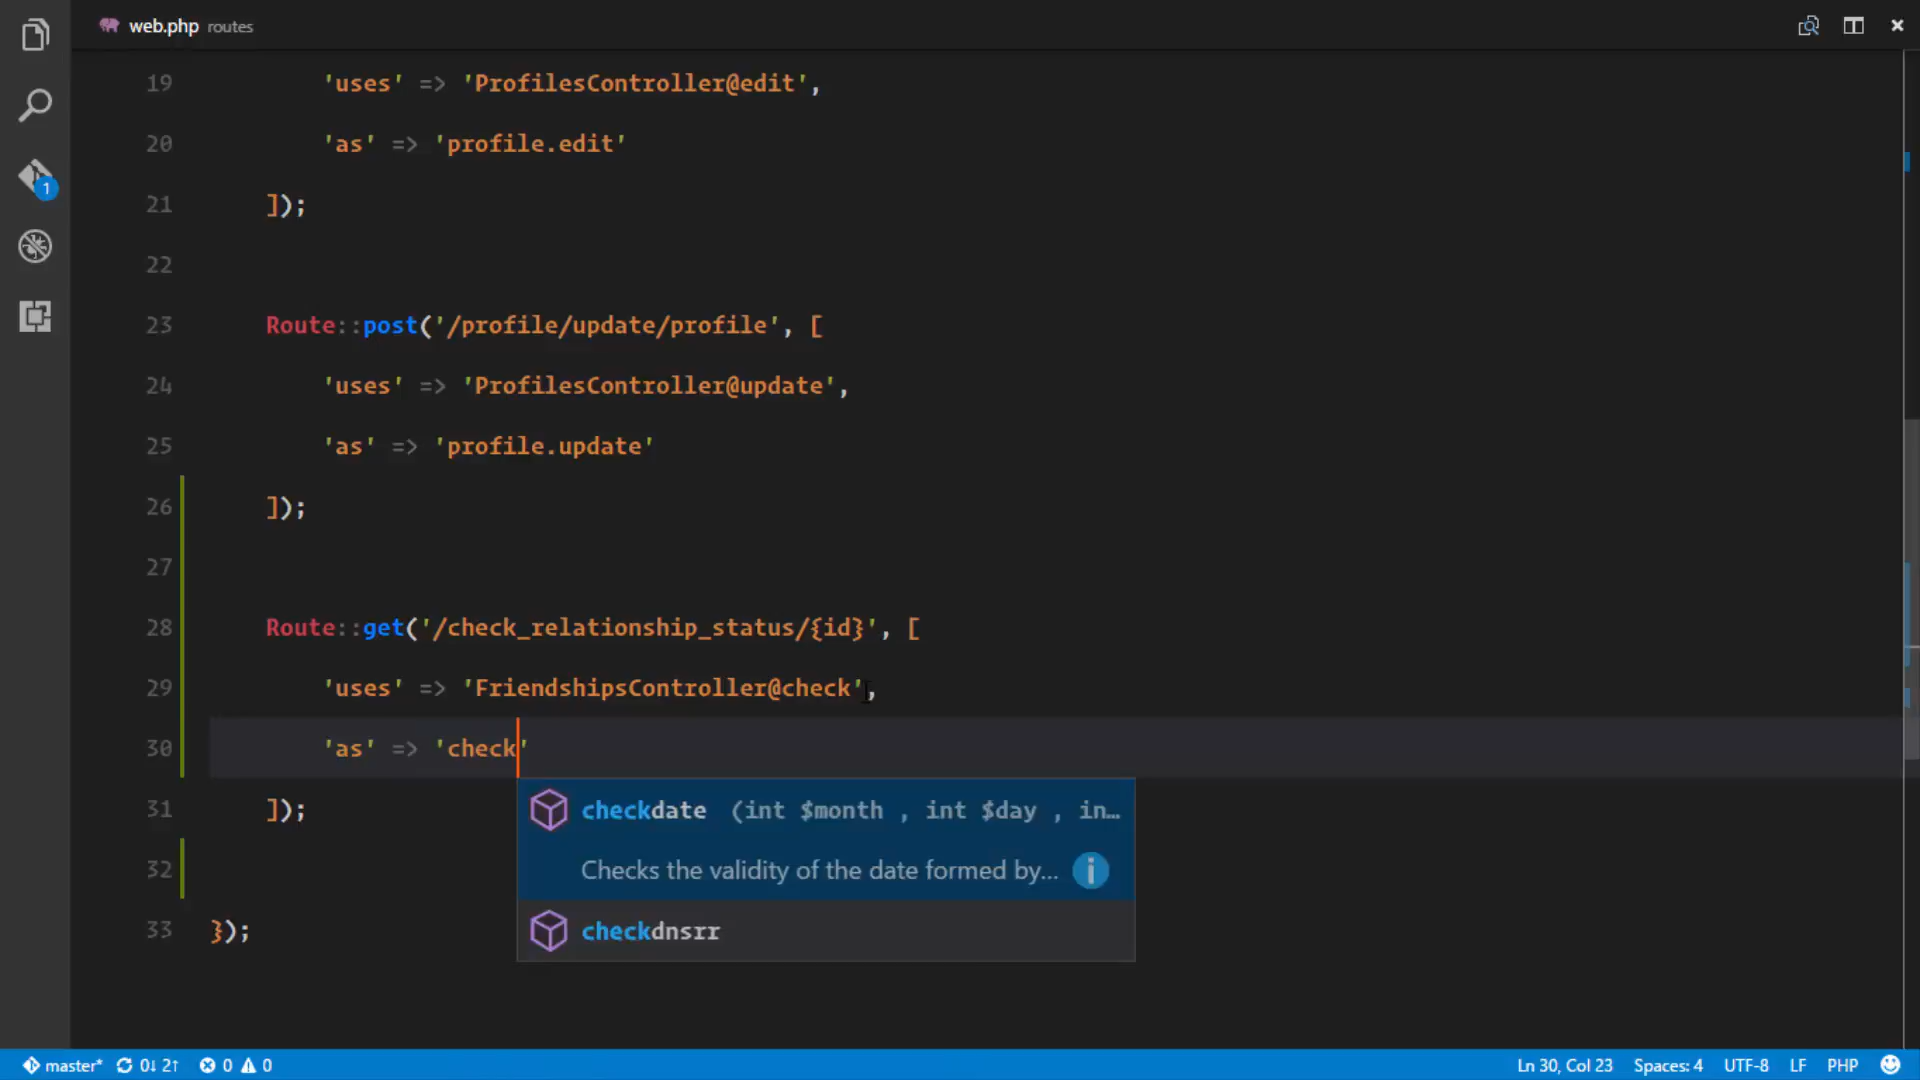 web.php routes
19 'uses' => 'ProfilesController@edit',
20 'as' => 'profile.edit'
21 ]);
22
23 Route::post('/profile/update/profile', [
24 'uses' => 'ProfilesController@update',
25 'as' => 'profile.update'
26 ]);
27
28 Route::get('/check_relationship_status/{id}', [
29 'uses' => 'FriendshipsController@check',
30 'as' => 'check'
31 ]);
checkdate (int $month , int $day , in…
32
Checks the validity of the date formed by...
33 });
checkdnsrr
1
master* 0↓ 2↑ 0 0 Ln 30, Col 23 Spaces: 4 UTF-8 LF PHP